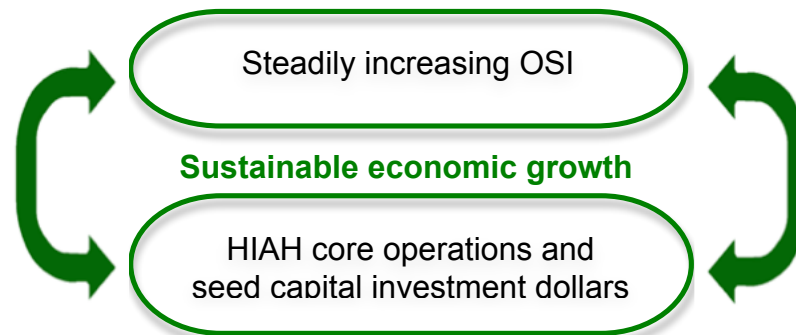 Steadily increasing OSI
Sustainable economic growth
HIAH core operations and
seed capital investment dollars